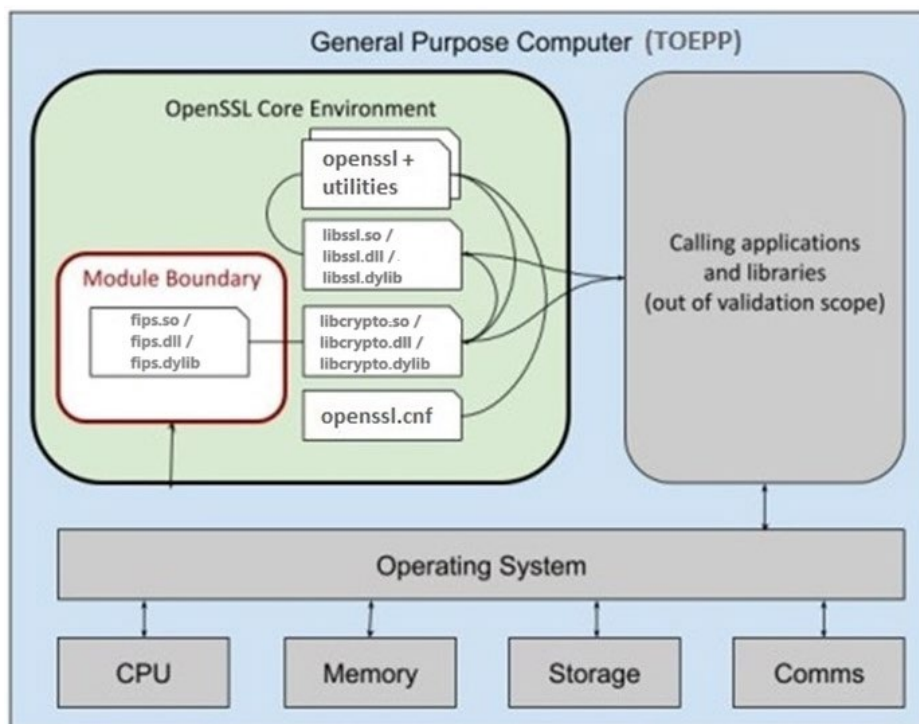 General Purpose Computer (TOEPP)
OpenSSL Core Environment
openssl +
utilities
libssl.so /
libssl.dll /
libssl.dylib
Module Boundary
fips.so /
fips.dll /
fips.dylib
libcrypto.so /
libcrypto.dll /
libcrypto.dylib
openssl.cnf
Calling applications
and libraries
(out of validation scope)
Operating System
CPU
Memory
Storage
Comms